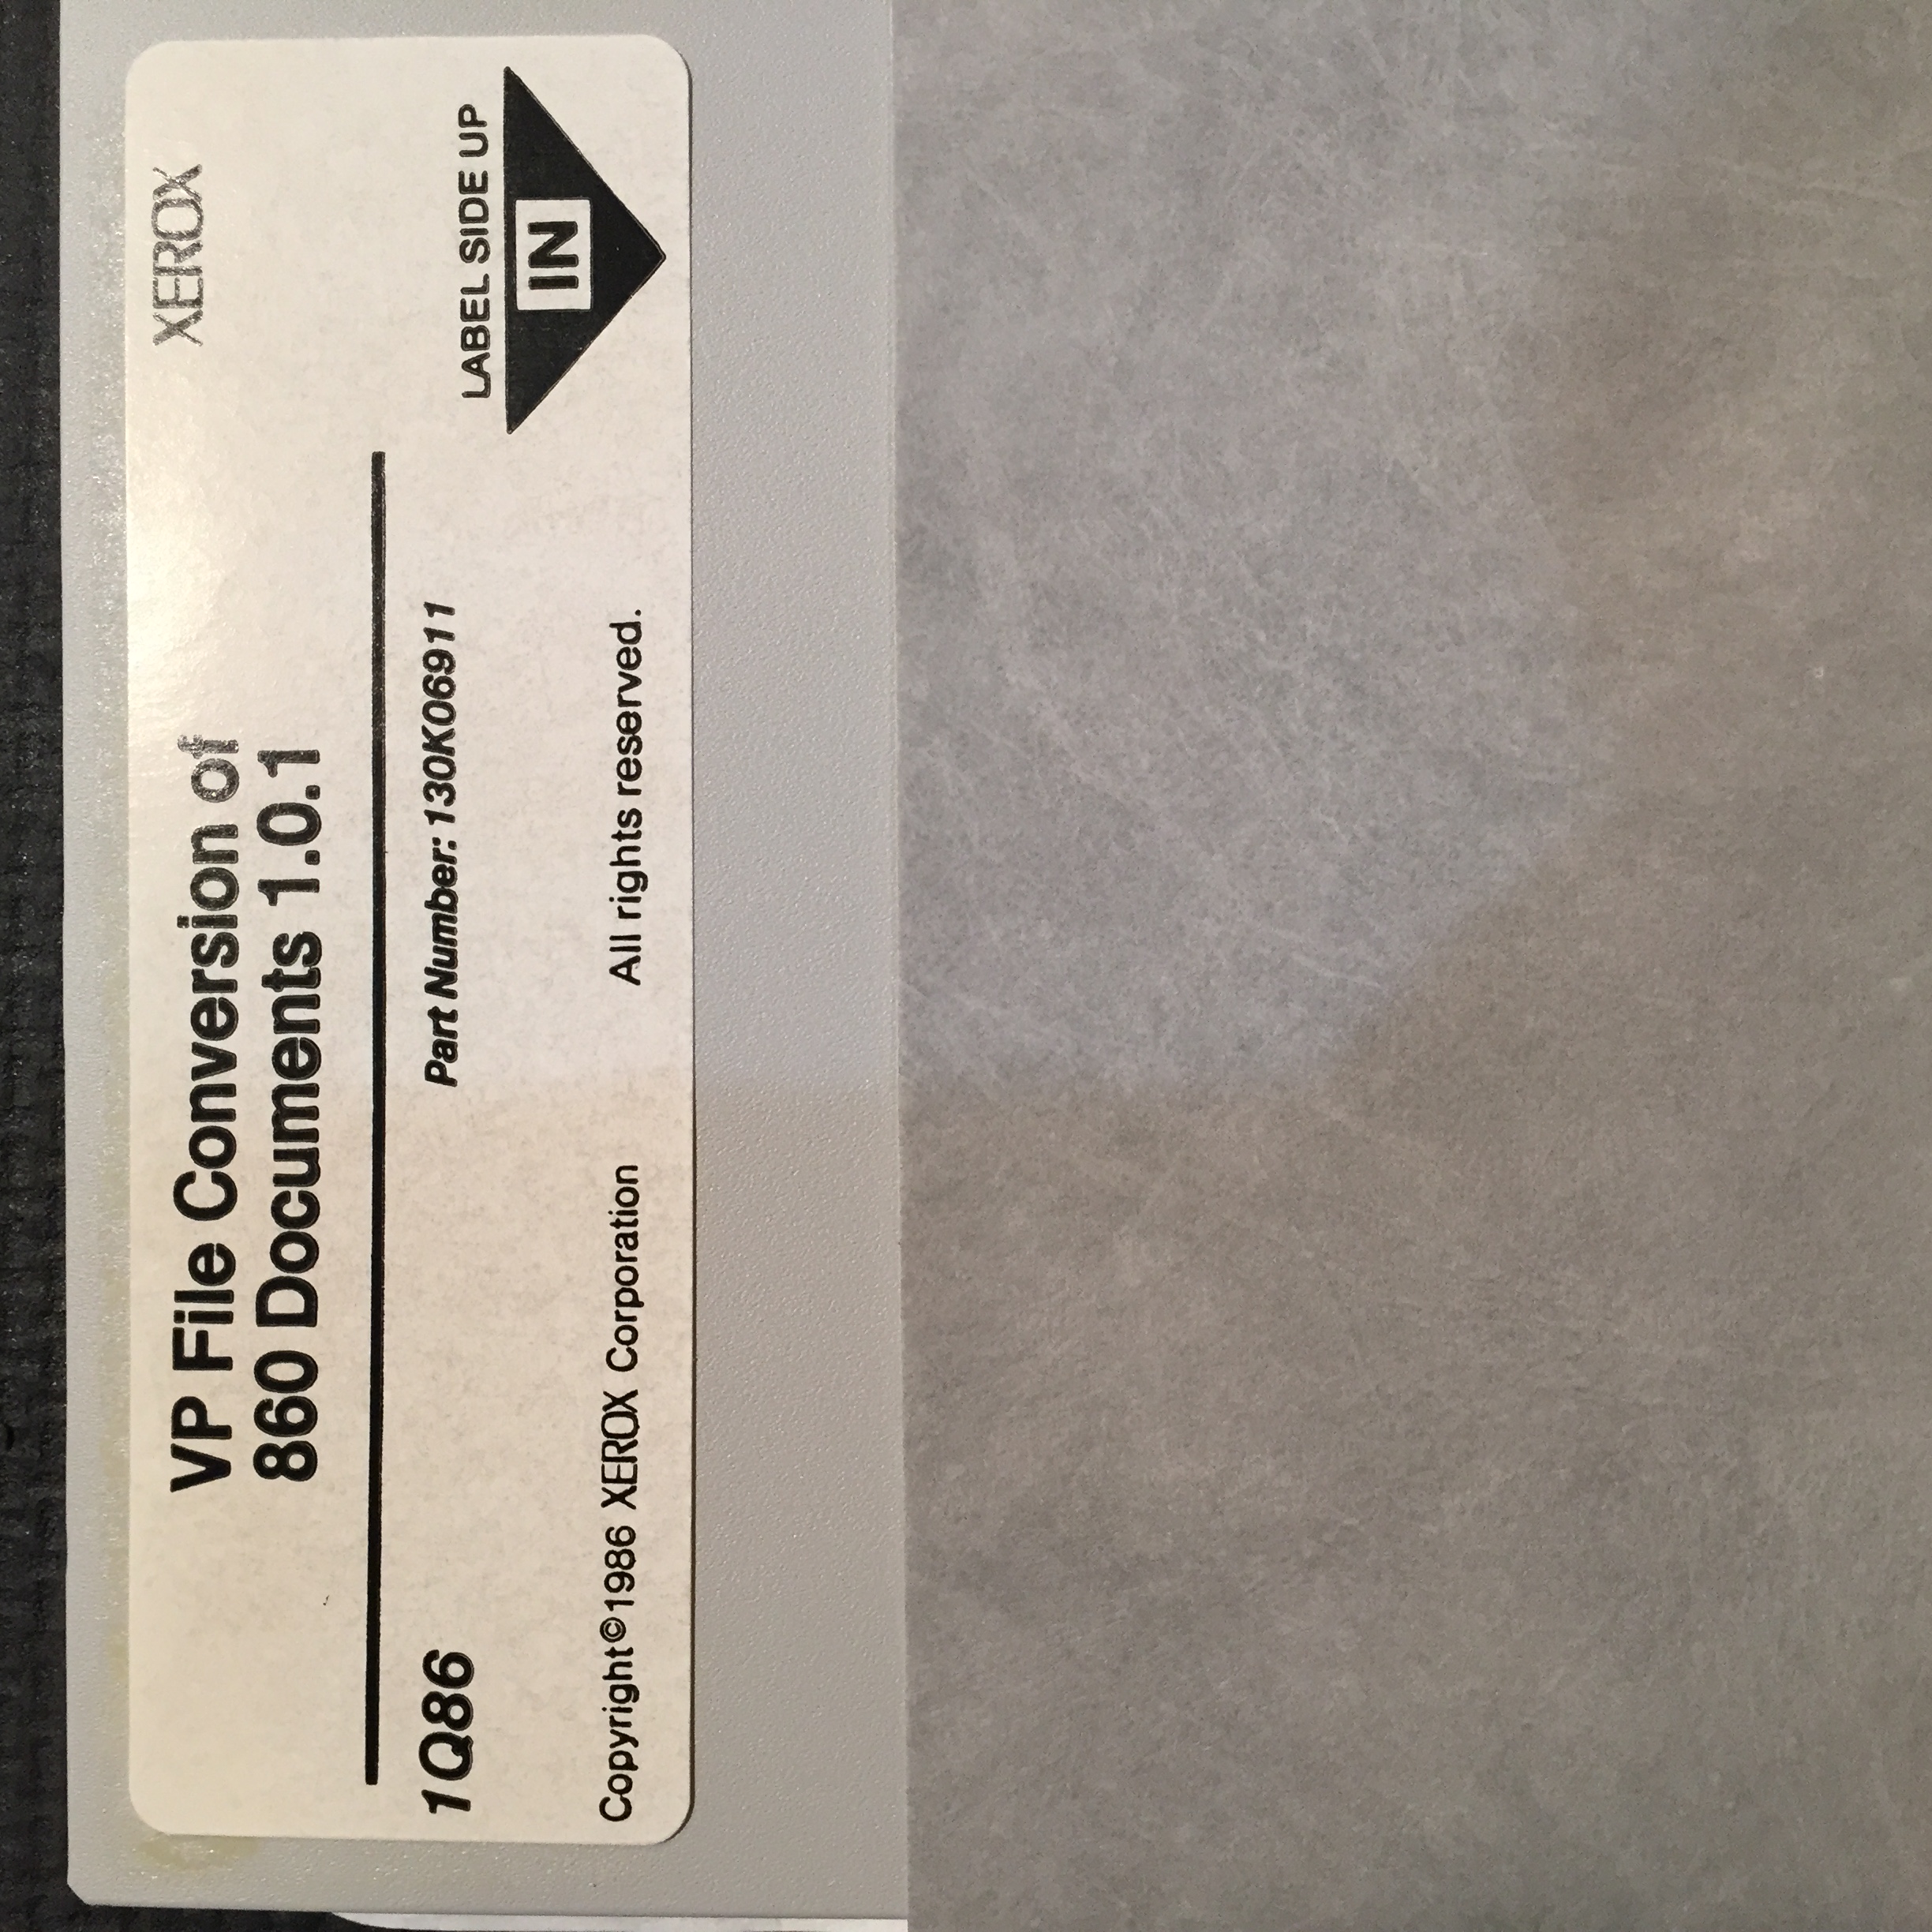 XEROX
VP File Conversion of
860 Documents 1.0.1
1Q86
Part Number: 130K06911
LABEL SIDE UP
IN
Copyright©1986 XEROX Corporation All rights reserved.